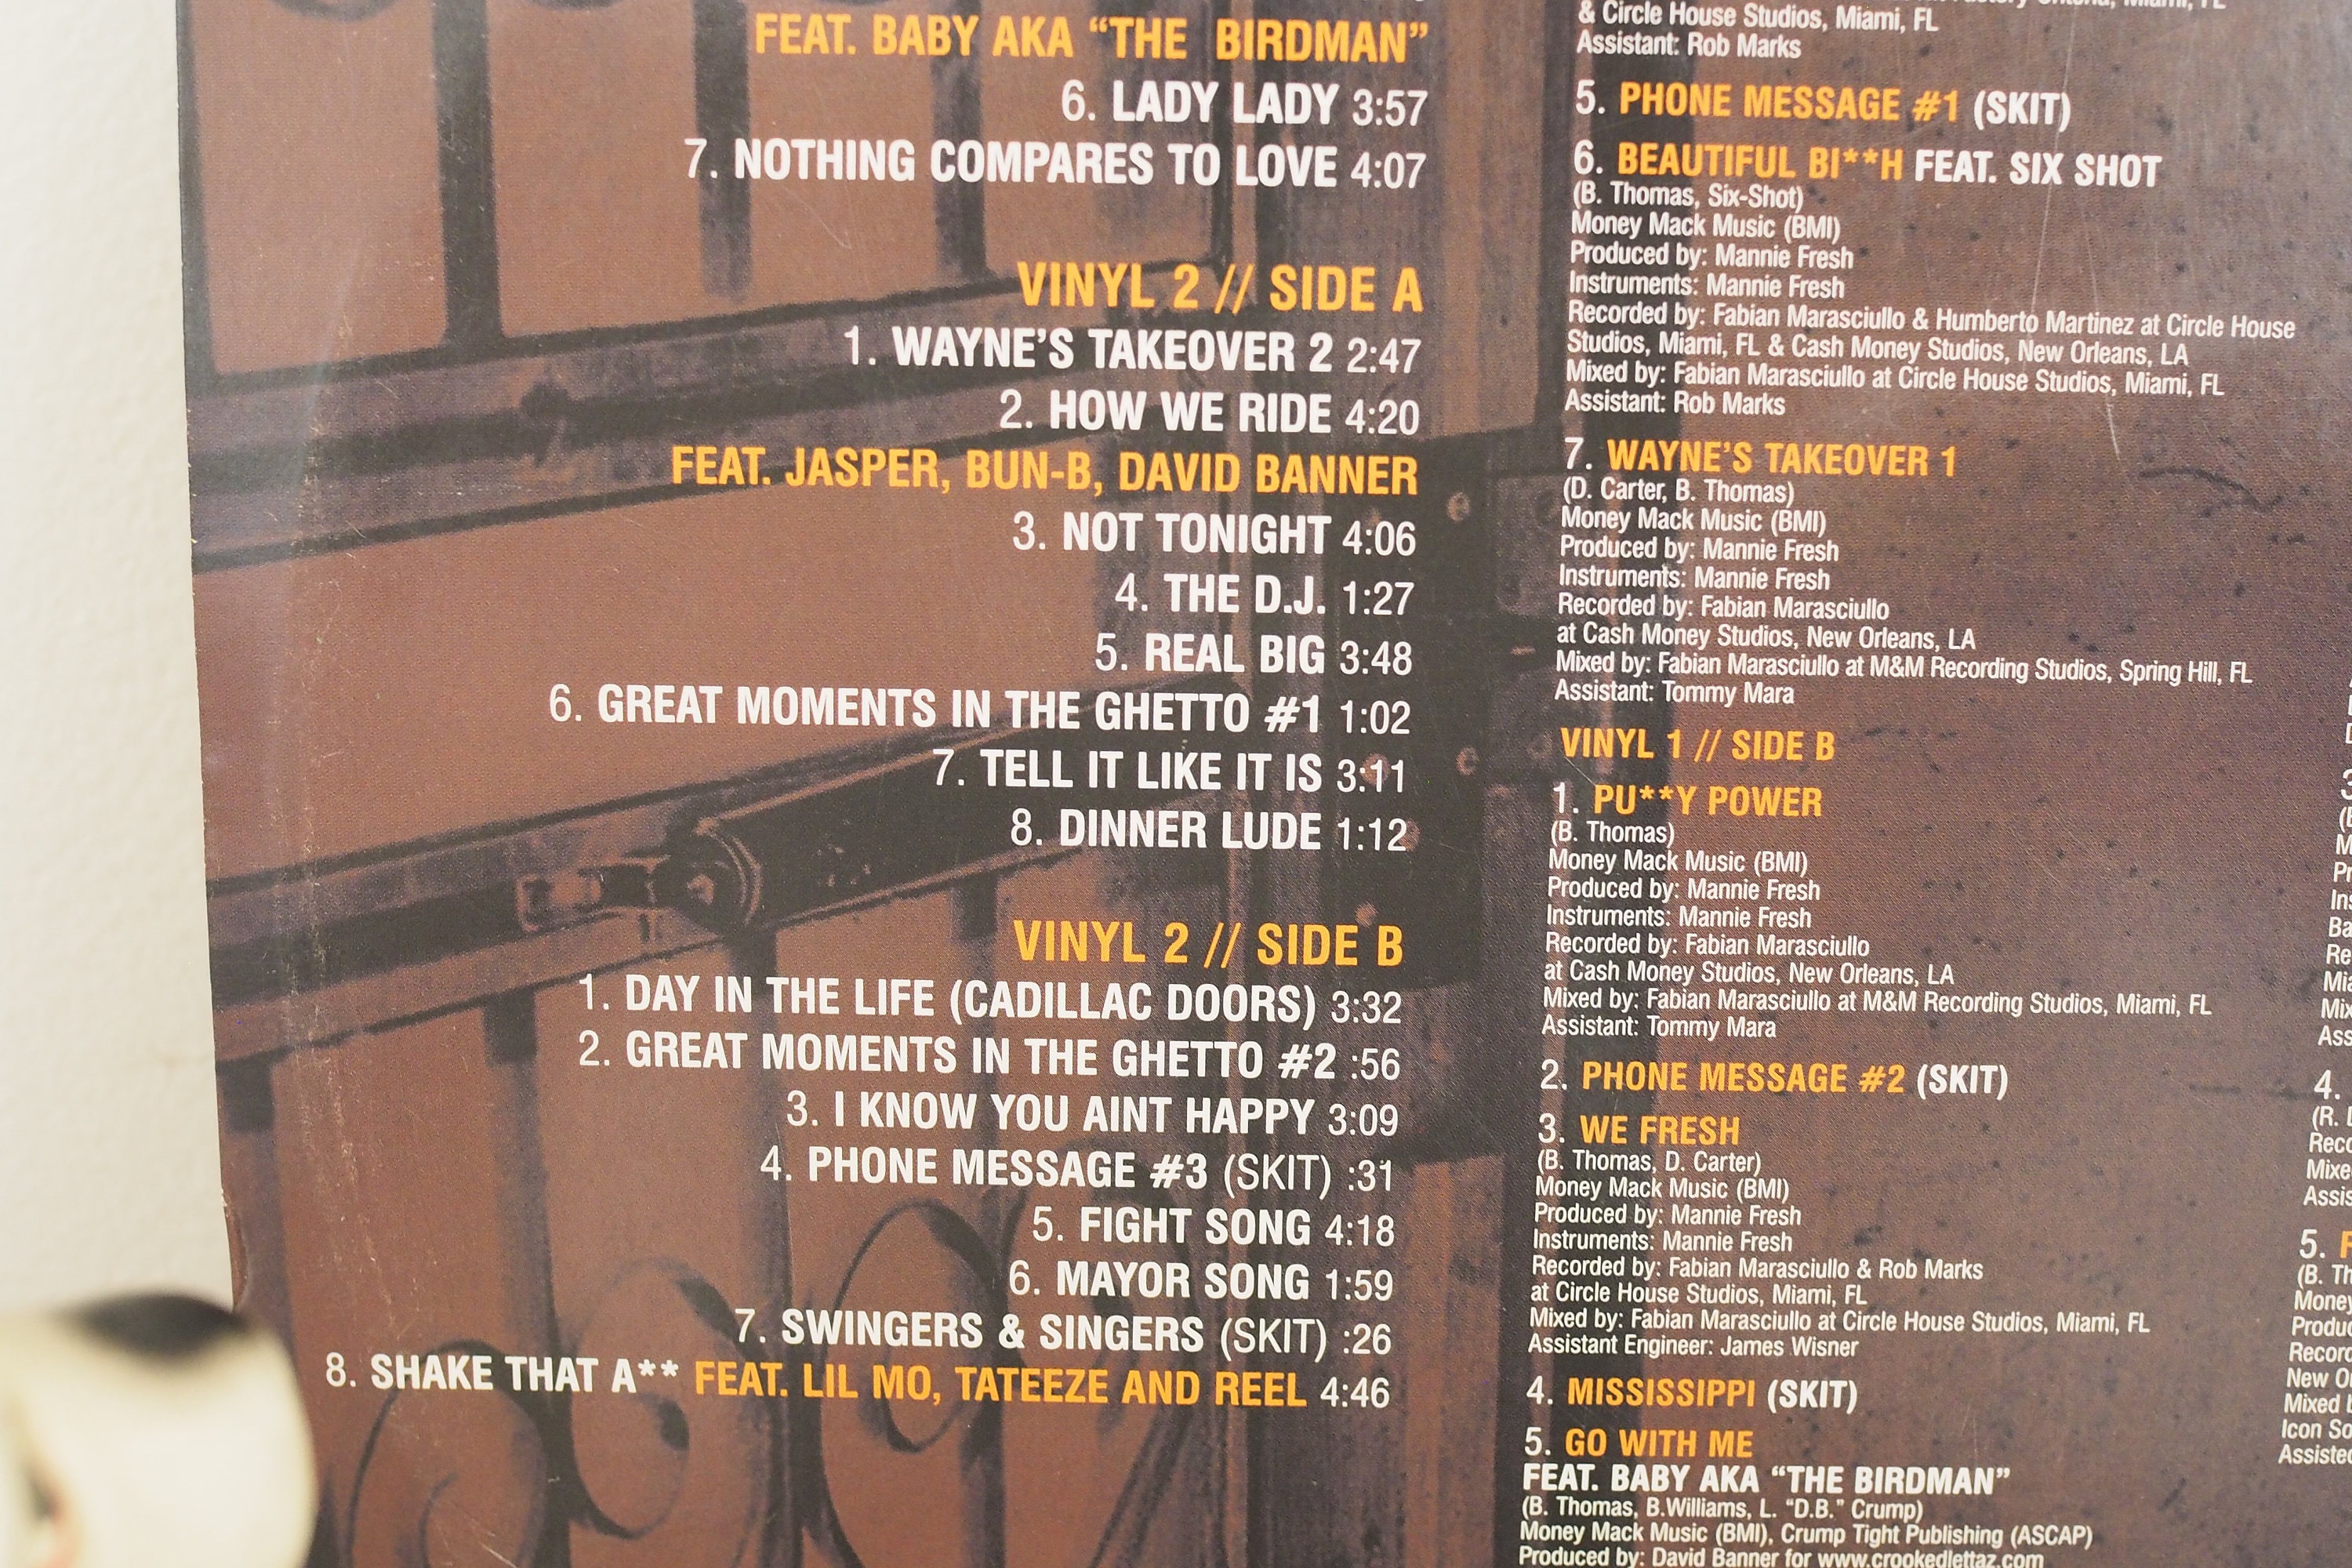 FEAT. BABY AKA “THE BIRDMAN”
6. LADY LADY 3:57
7. NOTHING COMPARES TO LOVE 4:07
VINYL 2 // SIDE A
1. WAYNE’S TAKEOVER 2 2:47
2. HOW WE RIDE 4:20
FEAT. JASPER, BUN-B, DAVID BANNER
3. NOT TONIGHT 4:06
4. THE D.J. 1:27
5. REAL BIG 3:48
6. GREAT MOMENTS IN THE GHETTO #1 1:02
7. TELL IT LIKE IT IS 3:11
8. DINNER LUDE 1:12
VINYL 2 // SIDE B
1. DAY IN THE LIFE (CADILLAC DOORS) 3:32
2. GREAT MOMENTS IN THE GHETTO #2 :56
3. I KNOW YOU AINT HAPPY 3:09
4. PHONE MESSAGE #3 (SKIT) :31
5. FIGHT SONG 4:18
6. MAYOR SONG 1:59
7. SWINGERS & SINGERS (SKIT) :26
8. SHAKE THAT A** FEAT. LIL MO, TATEEZE AND REEL 4:46
& Circle House Studios, Miami, FL
Assistant: Rob Marks
5. PHONE MESSAGE #1 (SKIT)
6. BEAUTIFUL BI**H FEAT. SIX SHOT
(B. Thomas, Six-Shot)
Money Mack Music (BMI)
Produced by: Mannie Fresh
Instruments: Mannie Fresh
Recorded by: Fabian Marasciullo & Humberto Martinez at Circle House
Studios, Miami, FL & Cash Money Studios, New Orleans, LA
Mixed by: Fabian Marasciullo at Circle House Studios, Miami, FL
Assistant: Rob Marks
7. WAYNE’S TAKEOVER 1
(D. Carter, B. Thomas)
Money Mack Music (BMI)
Produced by: Mannie Fresh
Instruments: Mannie Fresh
Recorded by: Fabian Marasciullo
at Cash Money Studios, New Orleans, LA
Mixed by: Fabian Marasciullo at M&M Recording Studios, Spring Hill, FL
Assistant: Tommy Mara
VINYL 1 // SIDE B
1. PU**Y POWER
(B. Thomas)
Money Mack Music (BMI)
Produced by: Mannie Fresh
Instruments: Mannie Fresh
Recorded by: Fabian Marasciullo
at Cash Money Studios, New Orleans, LA
Mixed by: Fabian Marasciullo at M&M Recording Studios, Miami, FL
Assistant: Tommy Mara
2. PHONE MESSAGE #2 (SKIT)
3. WE FRESH
(B. Thomas, D. Carter)
Money Mack Music (BMI)
Produced by: Mannie Fresh
Instruments: Mannie Fresh
Recorded by: Fabian Marasciullo & Rob Marks
at Circle House Studios, Miami, FL
Mixed by: Fabian Marasciullo at Circle House Studios, Miami, FL
Assistant Engineer: James Wisner
4. MISSISSIPPI (SKIT)
5. GO WITH ME
FEAT. BABY AKA “THE BIRDMAN”
(B. Thomas, B.Williams, L. “D.B.” Crump)
Money Mack Music (BMI), Crump Tight Publishing (ASCAP)
Produced by: David Banner for www.crookedlettaz.com
4.
5.
New
Mixed